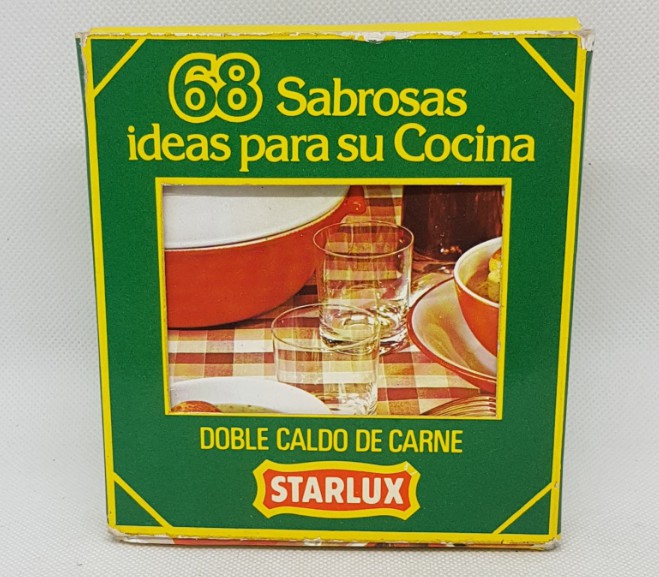 68 Sabrosas
ideas para su Cocina
DOBLE CALDO DE CARNE
STARLUX